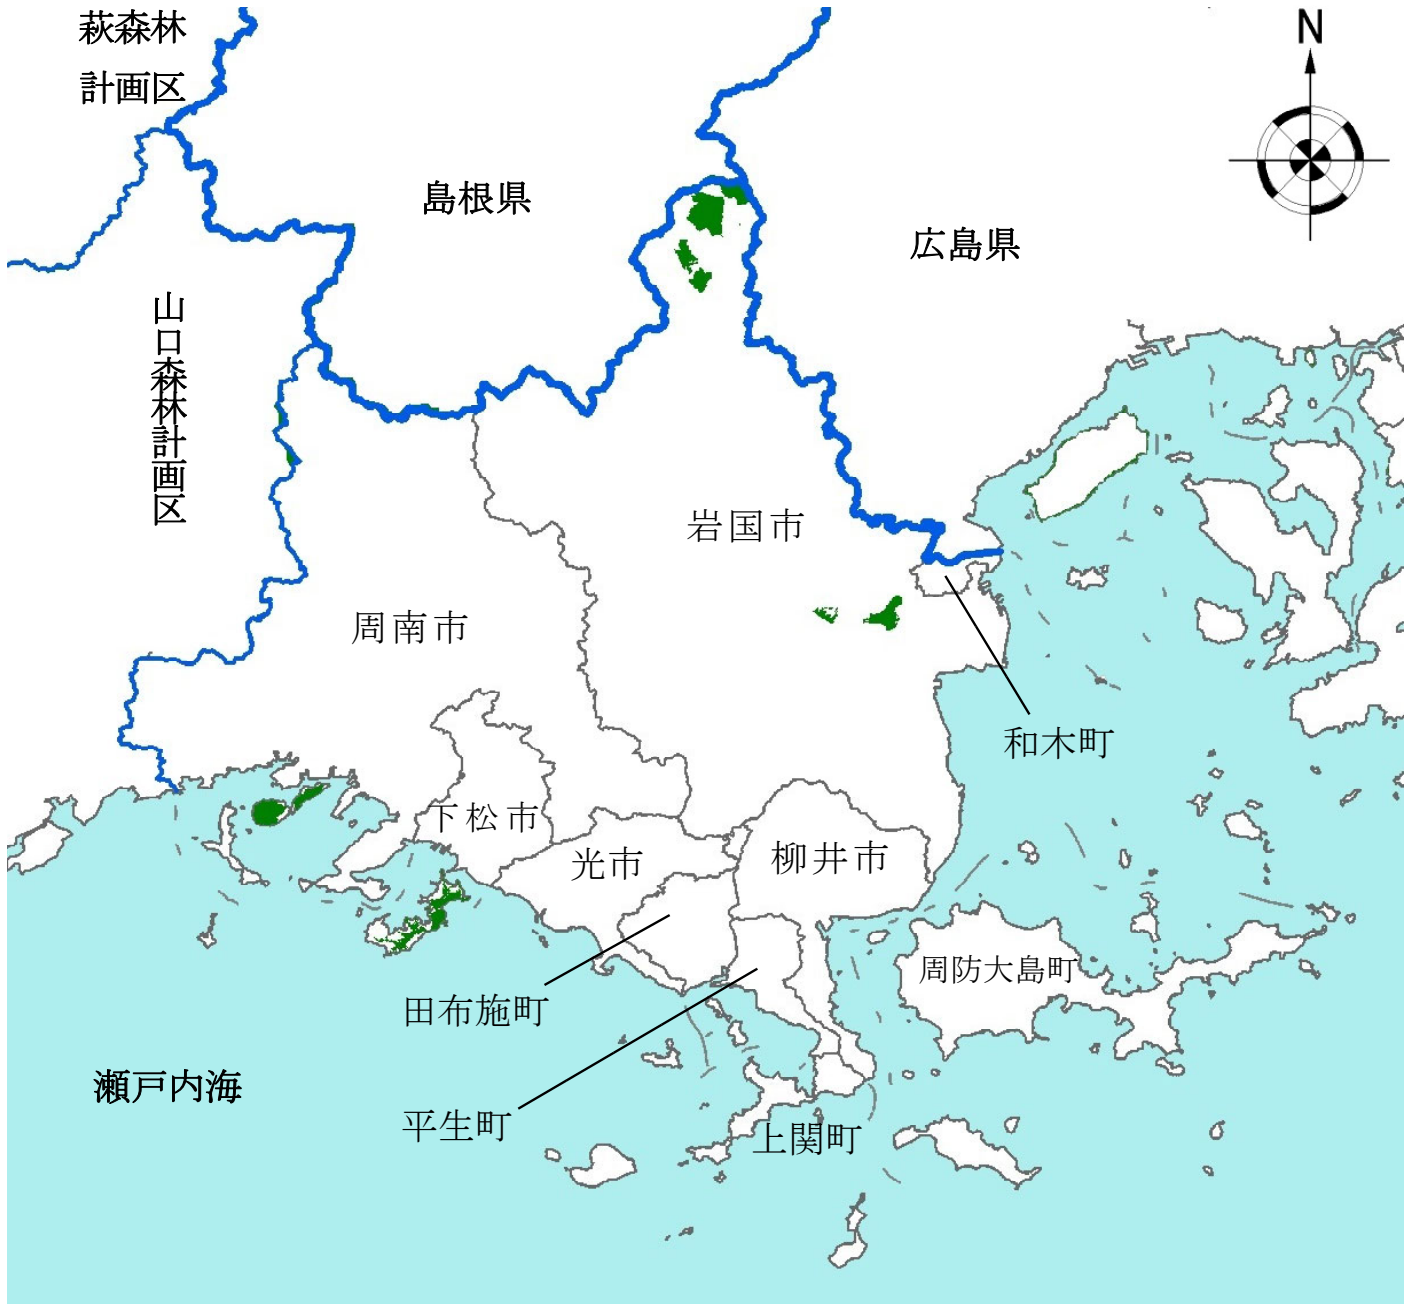 萩森林
計画区
N
島根県
広島県
山口森林計画区
岩国市
周南市
和木町
下松市
光市
柳井市
周防大島町
田布施町
瀬戸内海
平生町
上関町